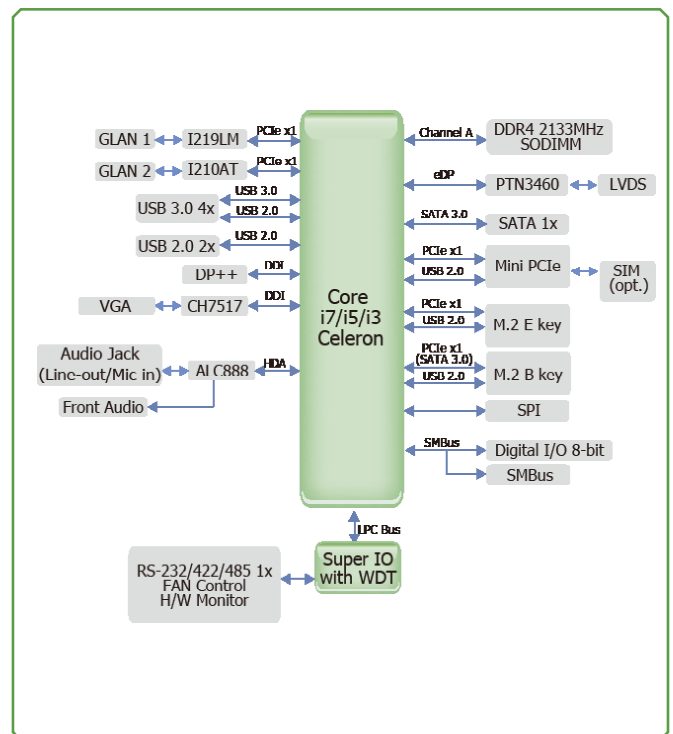 GLAN 1
I219LM
PCIe x1
GLAN 2
I210AT
PCIe x1
USB 3.0 4x
USB 3.0
USB 2.0
USB 2.0 2x
USB 2.0
DP++
DDI
VGA
CH7517
DDI
Audio Jack
(Line-out/Mic in)
ALC888
HDA
Front Audio
Core
i7/i5/i3
Celeron
Channel A
DDR4 2133MHz
SODIMM
eDP
PTN3460
LVDS
SATA 3.0
SATA 1x
PCIe x1
USB 2.0
Mini PCIe
SIM
(opt.)
PCIe x1
USB 2.0
M.2 E key
PCIe x1
(SATA 3.0)
USB 2.0
M.2 B key
SPI
SMBus
Digital I/O 8-bit
SMBus
LPC Bus
Super IO
with WDT
RS-232/422/485 1x
FAN Control
H/W Monitor